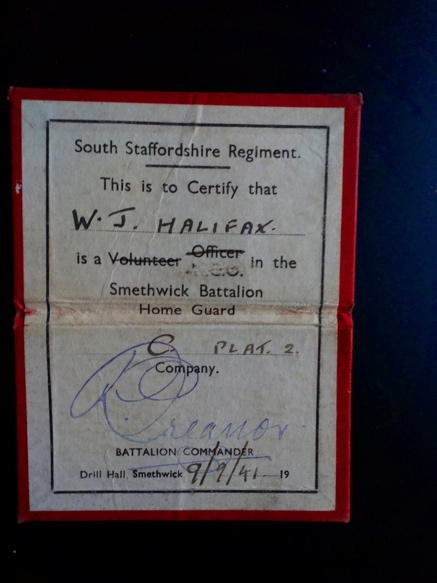 South Staffordshire Regiment.
This is to Certify that
W. J. HALIFAX.
is a Volunteer Officer N.C.O. in the
Smethwick Battalion
Home Guard
C. PLAT. 2.
Company.
BATTALION COMMANDER
Drill Hall, Smethwick 9/9/41 19